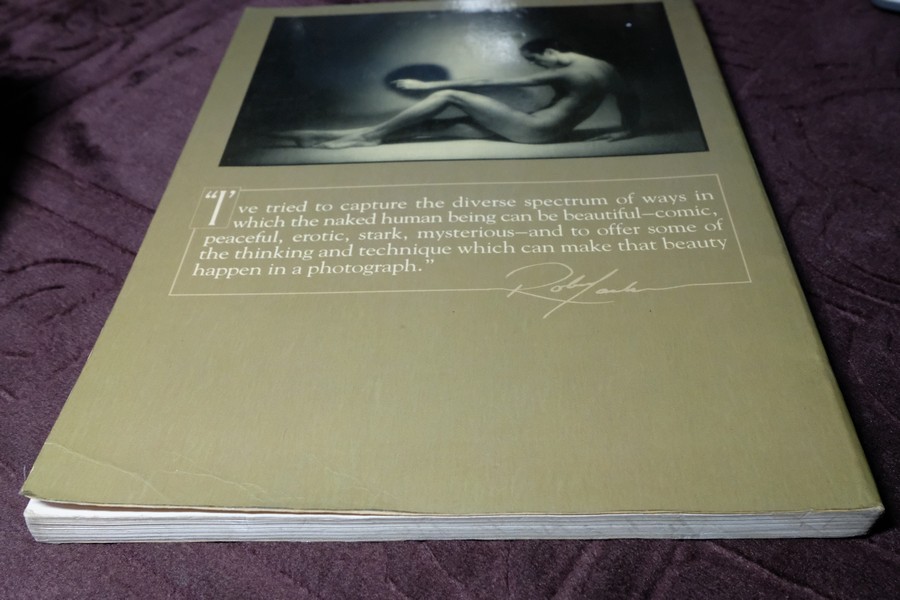 “I’ve tried to capture the diverse spectrum of ways in
which the naked human being can be beautiful—comic,
peaceful, erotic, stark, mysterious—and to offer some of
the thinking and technique which can make that beauty
happen in a photograph.”